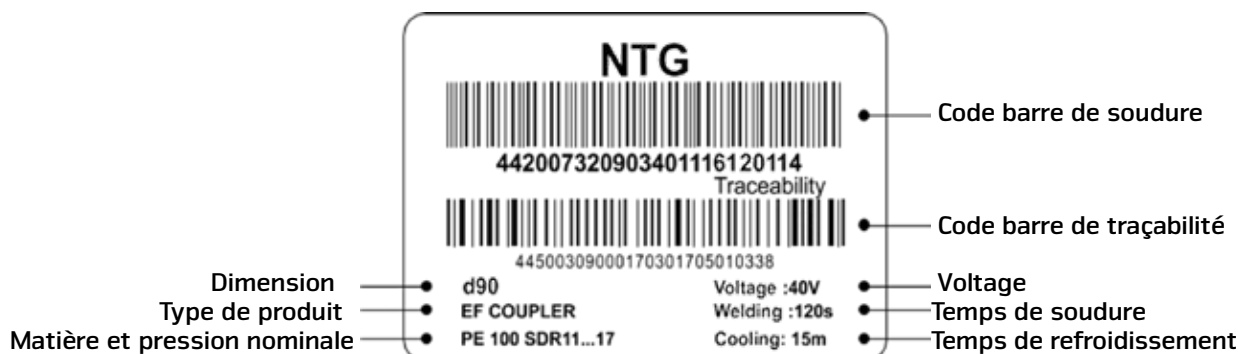 NTG
Code barre de soudure
442007320903401116120114
Traceability
Code barre de traçabilité
44500309000170301705010338
Dimension
d90
Voltage :40V
Voltage
Type de produit
EF COUPLER
Welding :120s
Temps de soudure
Matière et pression nominale
PE 100 SDR11...17
Cooling: 15m
Temps de refroidissement